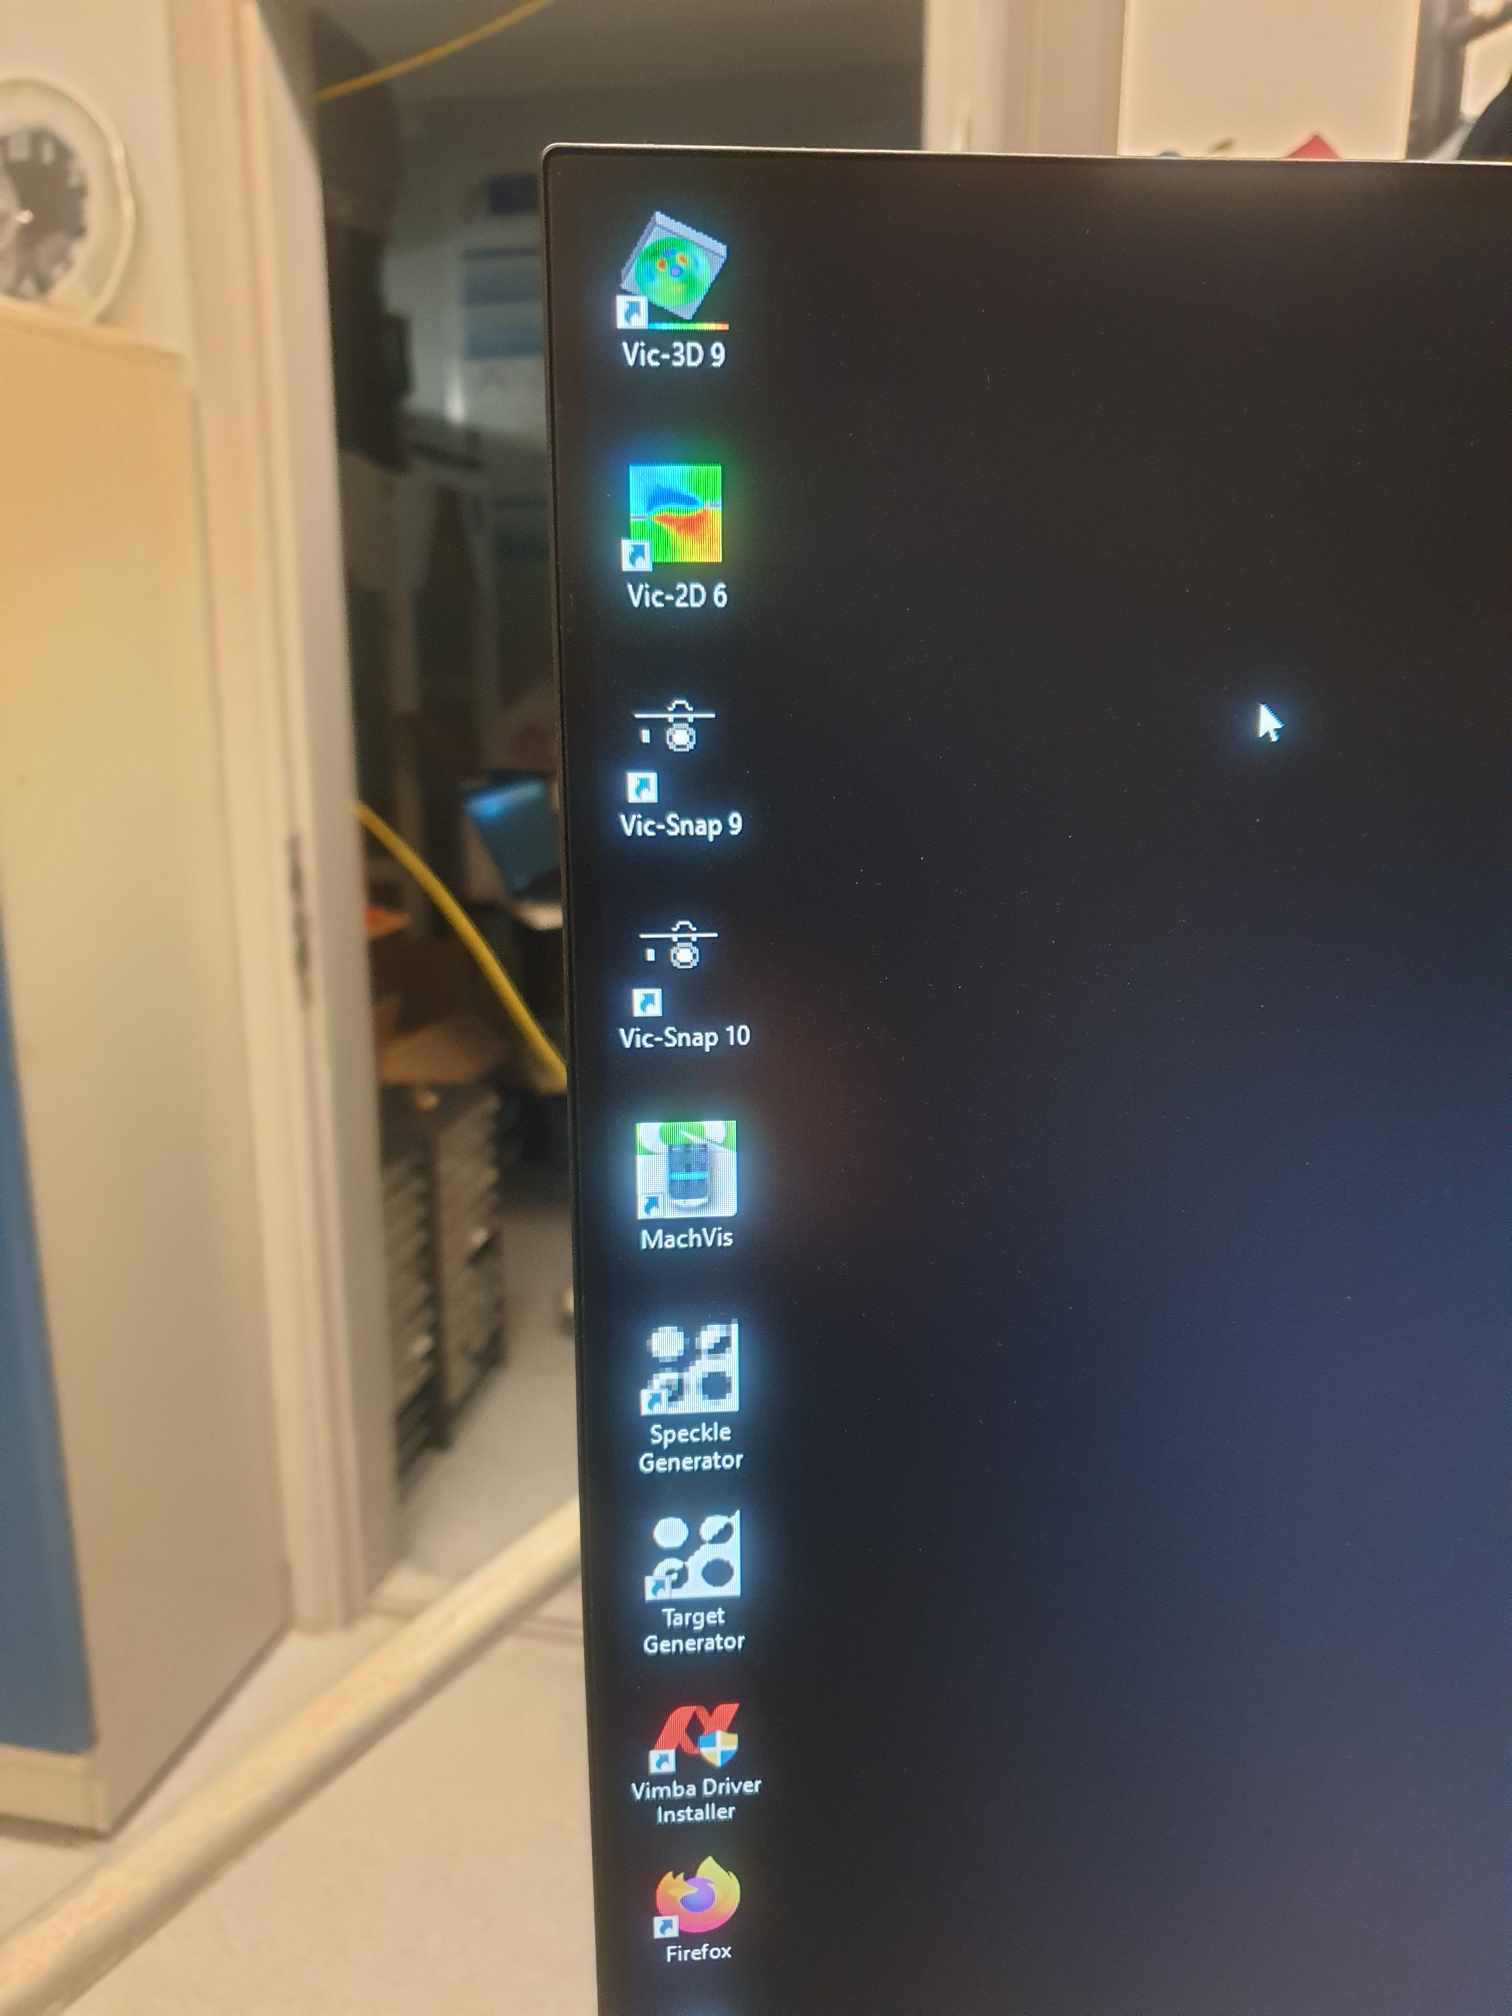 Vic-3D 9
Vic-2D 6
Vic-Snap 9
Vic-Snap 10
MachVis
Speckle
Generator
Target
Generator
Vimba Driver
Installer
Firefox